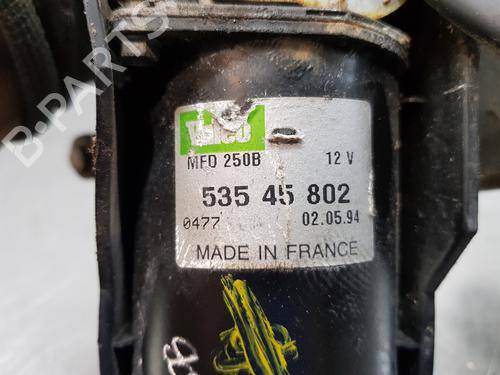 Valeo
MFD 250B 12 V
535 45 802
0477 02.05.94
MADE IN FRANCE
B-PARTS